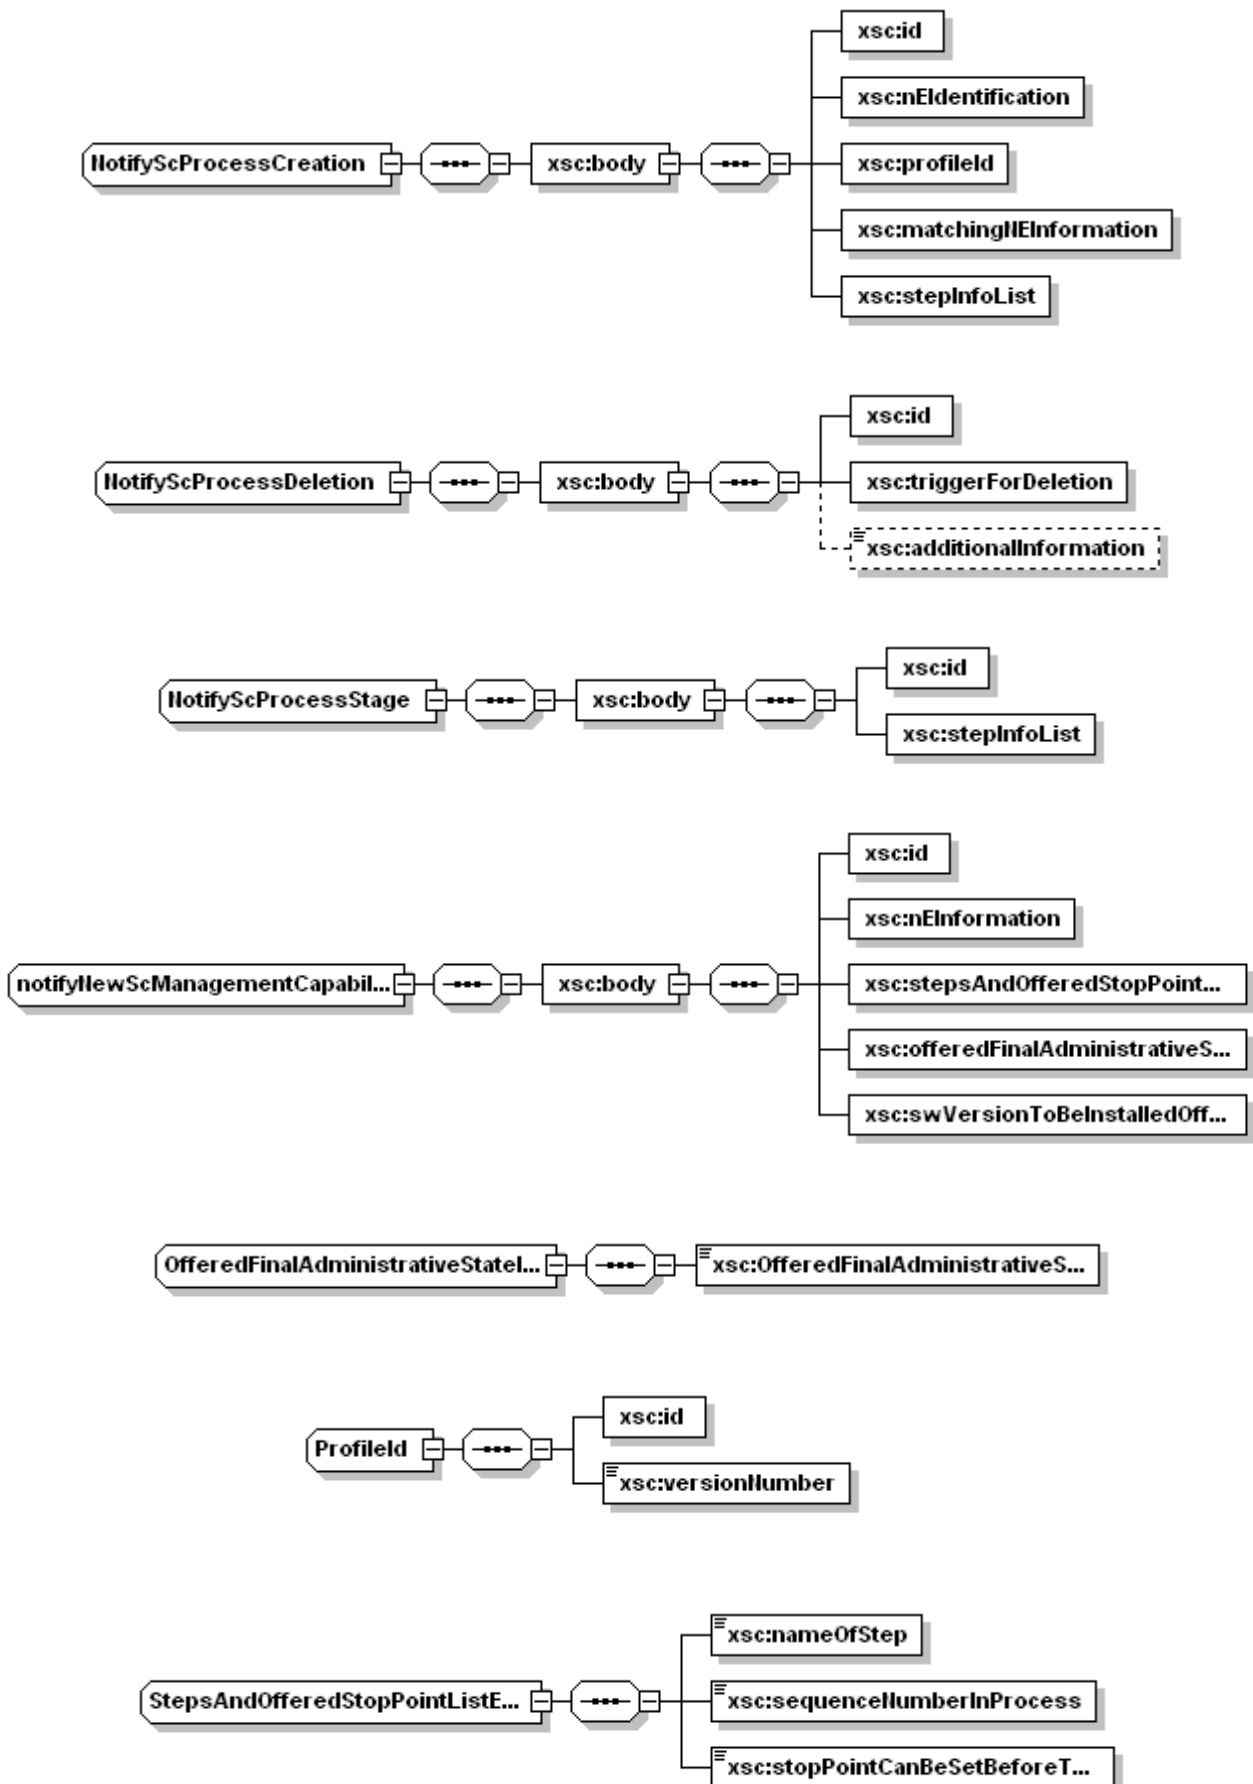 xsc:id
xsc:nEIdentification
NotifyScProcessCreation xsc:body xsc:profileId
xsc:matchingNEInformation
xsc:stepInfoList
xsc:id
NotifyScProcessDeletion xsc:body xsc:triggerForDeletion
xsc:additionalInformation
xsc:id
NotifyScProcessStage xsc:body
xsc:stepInfoList
xsc:id
xsc:nEInformation
notifyNewScManagementCapabil... xsc:body xsc:stepsAndOfferedStopPoint...
xsc:offeredFinalAdministrativeS...
xsc:swVersionToBeInstalledOff...
OfferedFinalAdministrativeStateI... xsc:OfferedFinalAdministrativeS...
xsc:id
ProfileId
xsc:versionNumber
xsc:nameOfStep
StepsAndOfferedStopPointListE... xsc:sequenceNumberInProcess
xsc:stopPointCanBeSetBeforeT...